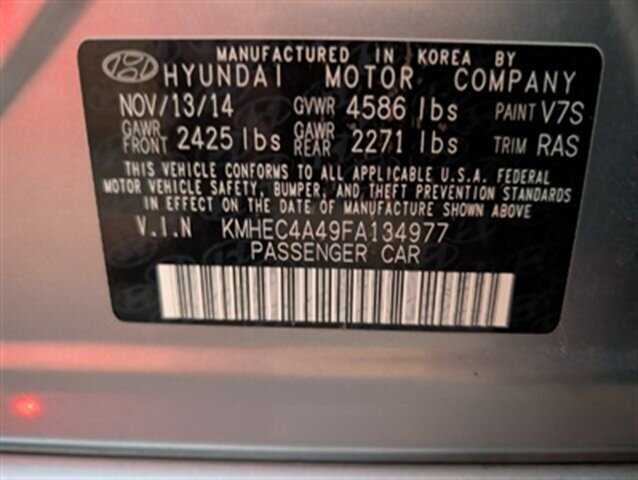 MANUFACTURED IN KOREA BY
HYUNDAI MOTOR COMPANY
NOV/13/14 GVWR 4586 lbs PAINT V7S
GAWR FRONT 2425 lbs GAWR REAR 2271 lbs TRIM RAS
THIS VEHICLE CONFORMS TO ALL APPLICABLE U.S.A. FEDERAL
MOTOR VEHICLE SAFETY, BUMPER, AND THEFT PREVENTION STANDARDS
IN EFFECT ON THE DATE OF MANUFACTURE SHOWN ABOVE
V.I.N KMHEC4A49FA134977
PASSENGER CAR